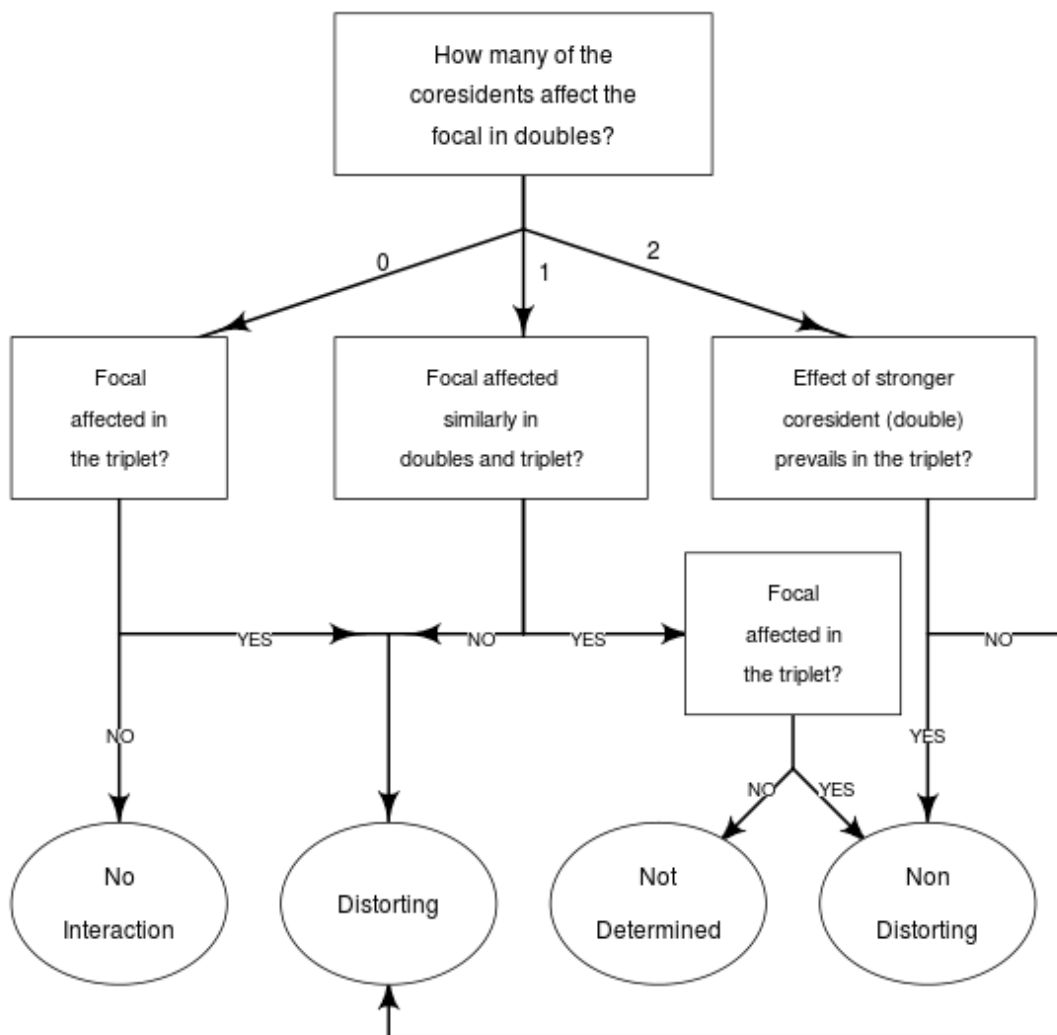 How many of the
coresidents affect the
focal in doubles?
0
1
2
Focal
affected in
the triplet?
Focal affected
similarly in
doubles and triplet?
Effect of stronger
coresident (double)
prevails in the triplet?
Focal
affected in
the triplet?
YES
NO
YES
NO
NO
YES
NO
YES
No
Interaction
Distorting
Not
Determined
Non
Distorting